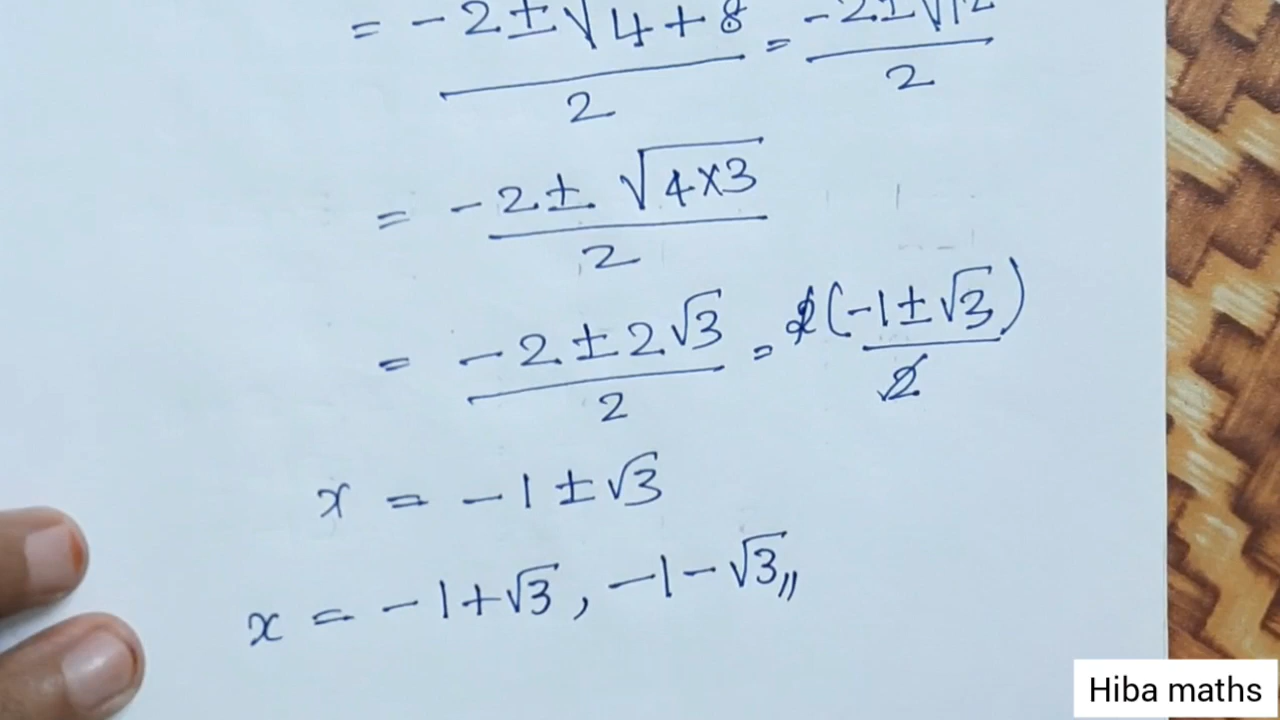 = -2 ± √4 + 8 / 2 = -2 ± √12 / 2
= -2 ± √4×3 / 2
= -2 ± 2√3 / 2 = 2(-1 ± √3) / 2
x = -1 ± √3
x = -1 + √3 , -1 - √3,,
Hiba maths